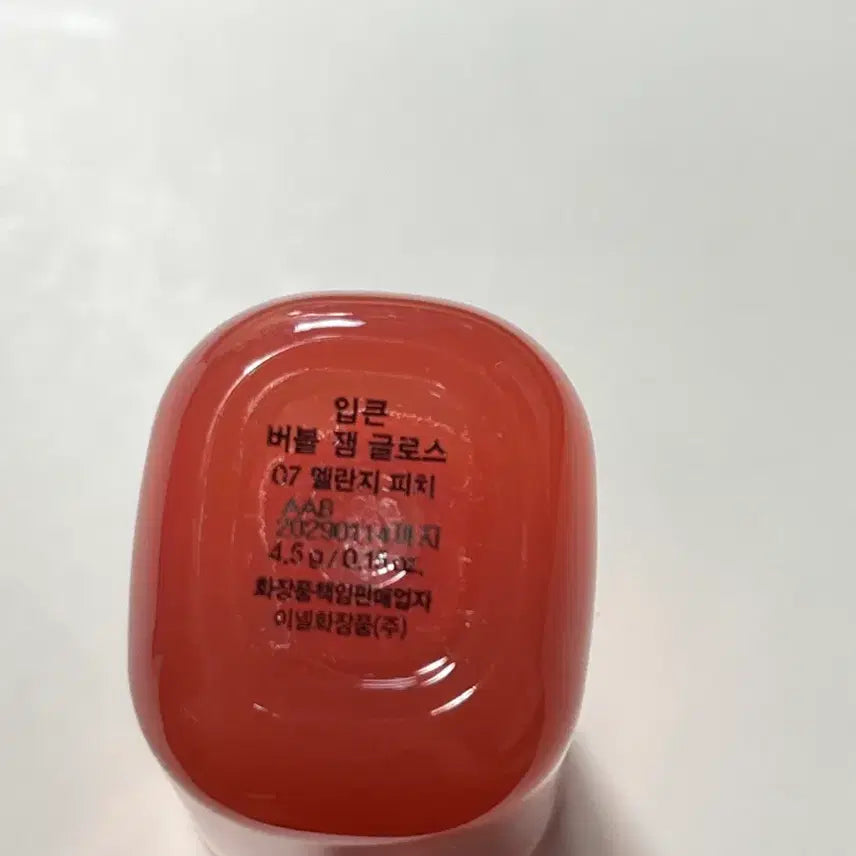 입큰
버블 잼 글로스
07 멜란지 피치
AAB
20290114까지
4.5 g / 0.15 oz.
화장품책임판매업자
이넬화장품(주)